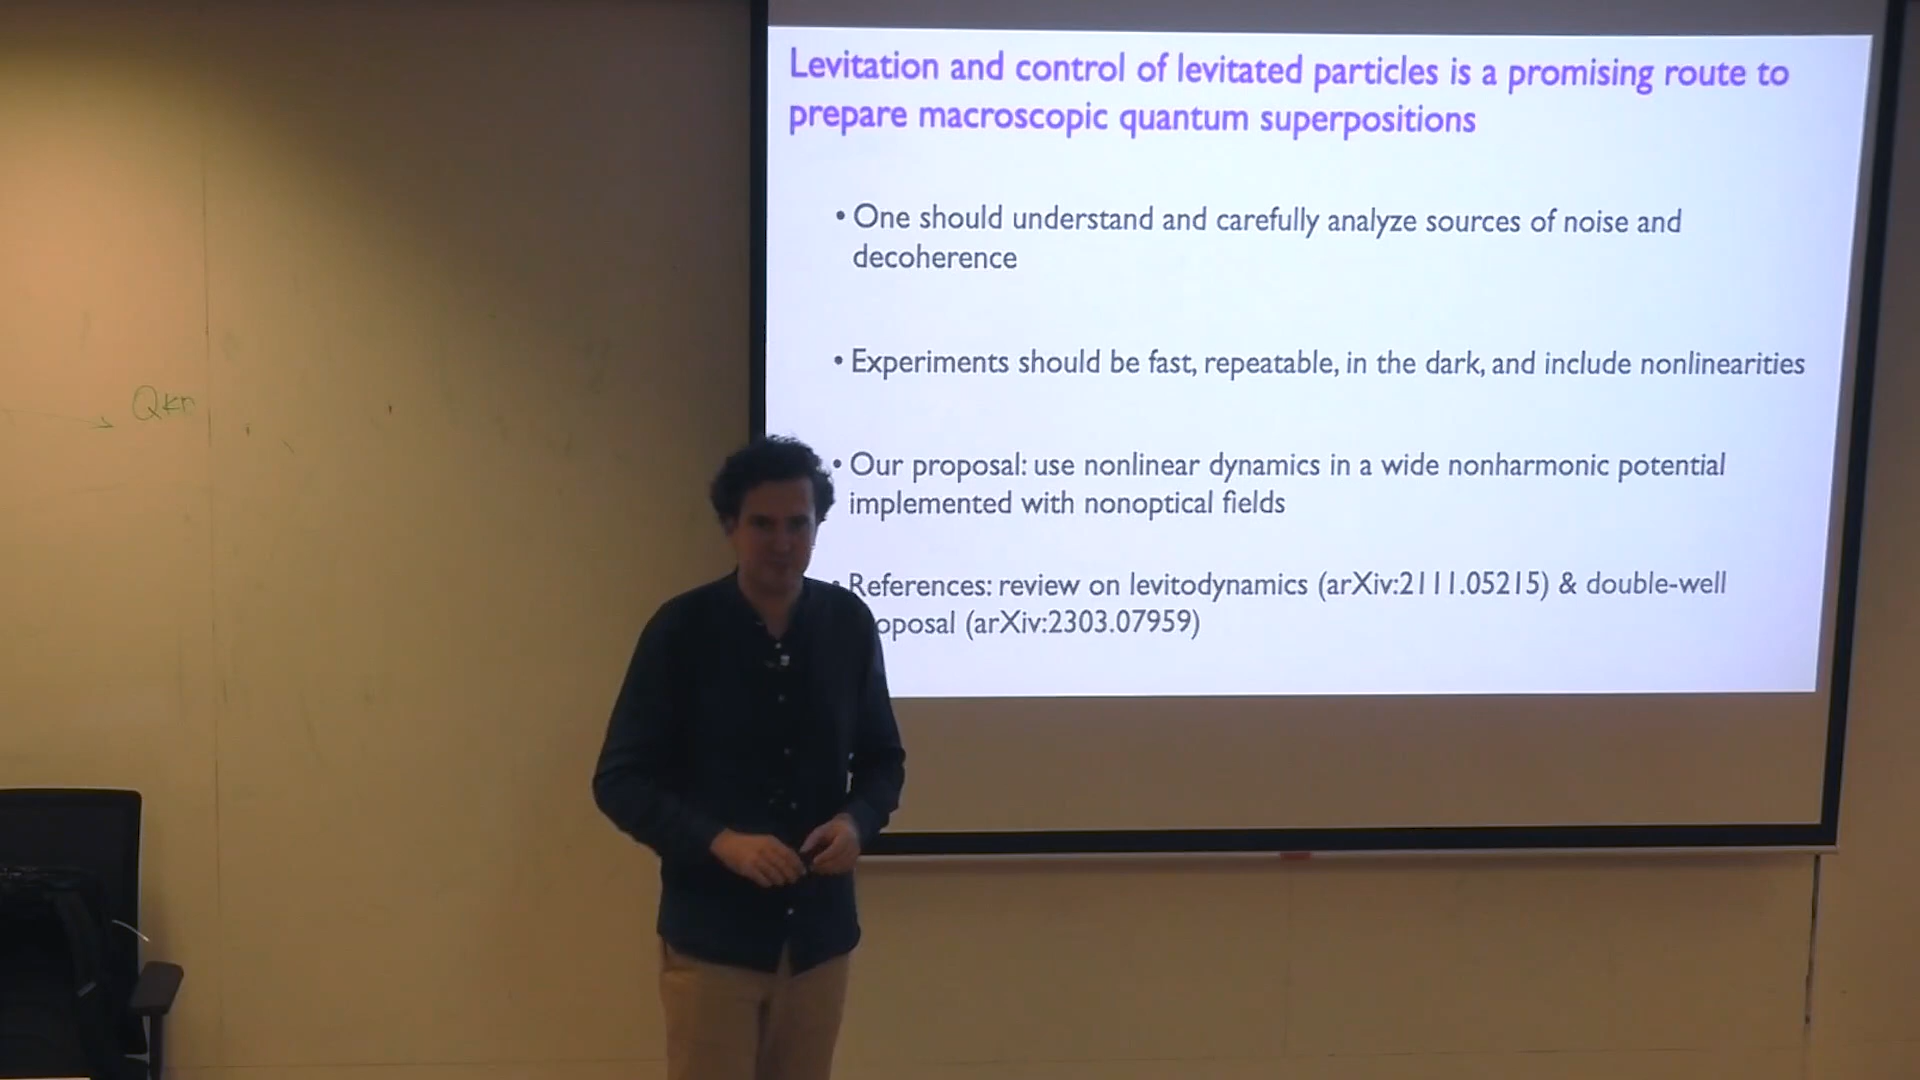 Levitation and control of levitated particles is a promising route to
prepare macroscopic quantum superpositions
• One should understand and carefully analyze sources of noise and
decoherence
• Experiments should be fast, repeatable, in the dark, and include nonlinearities
• Our proposal: use nonlinear dynamics in a wide nonharmonic potential
implemented with nonoptical fields
• References: review on levitodynamics (arXiv:2111.05215) & double-well
oposal (arXiv:2303.07959)